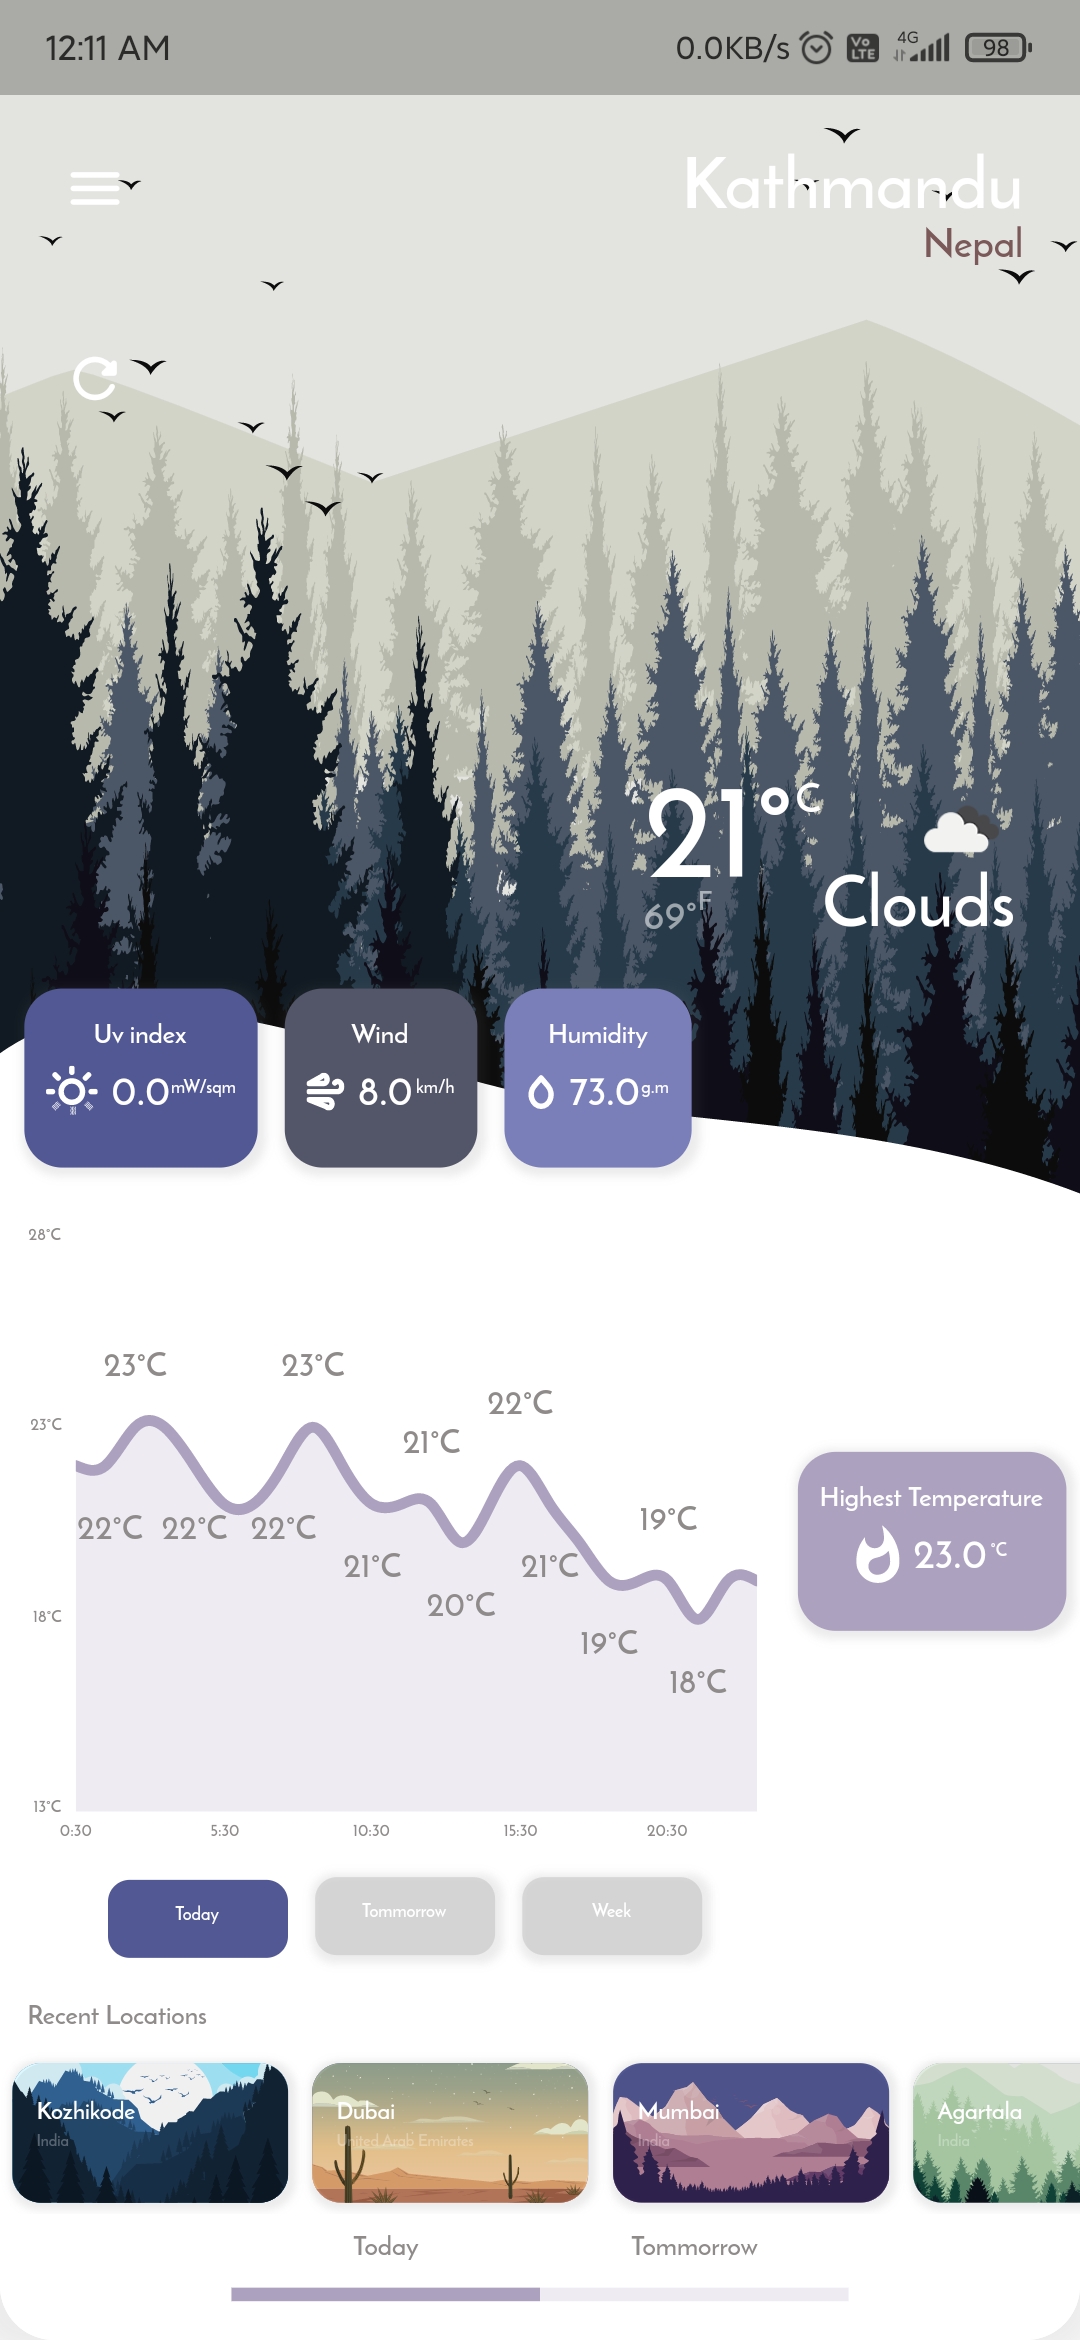 12:11 AM 0.0KB/s Vo LTE 4G 98
Kathmandu
Nepal
21°C
69°F
Clouds
Uv index Wind Humidity
0.0mW/sqm 8.0km/h 73.0g.m
28°C
23°C 23°C
22°C
23°C
21°C
Highest Temperature
23.0°C
19°C
22°C 22°C 22°C
21°C 21°C
20°C
18°C
19°C
18°C
13°C
0:30 5:30 10:30 15:30 20:30
Today Tommorrow Week
Recent Locations
Kozhikode Dubai Mumbai Agartala
India United Arab Emirates India India
Today Tommorrow